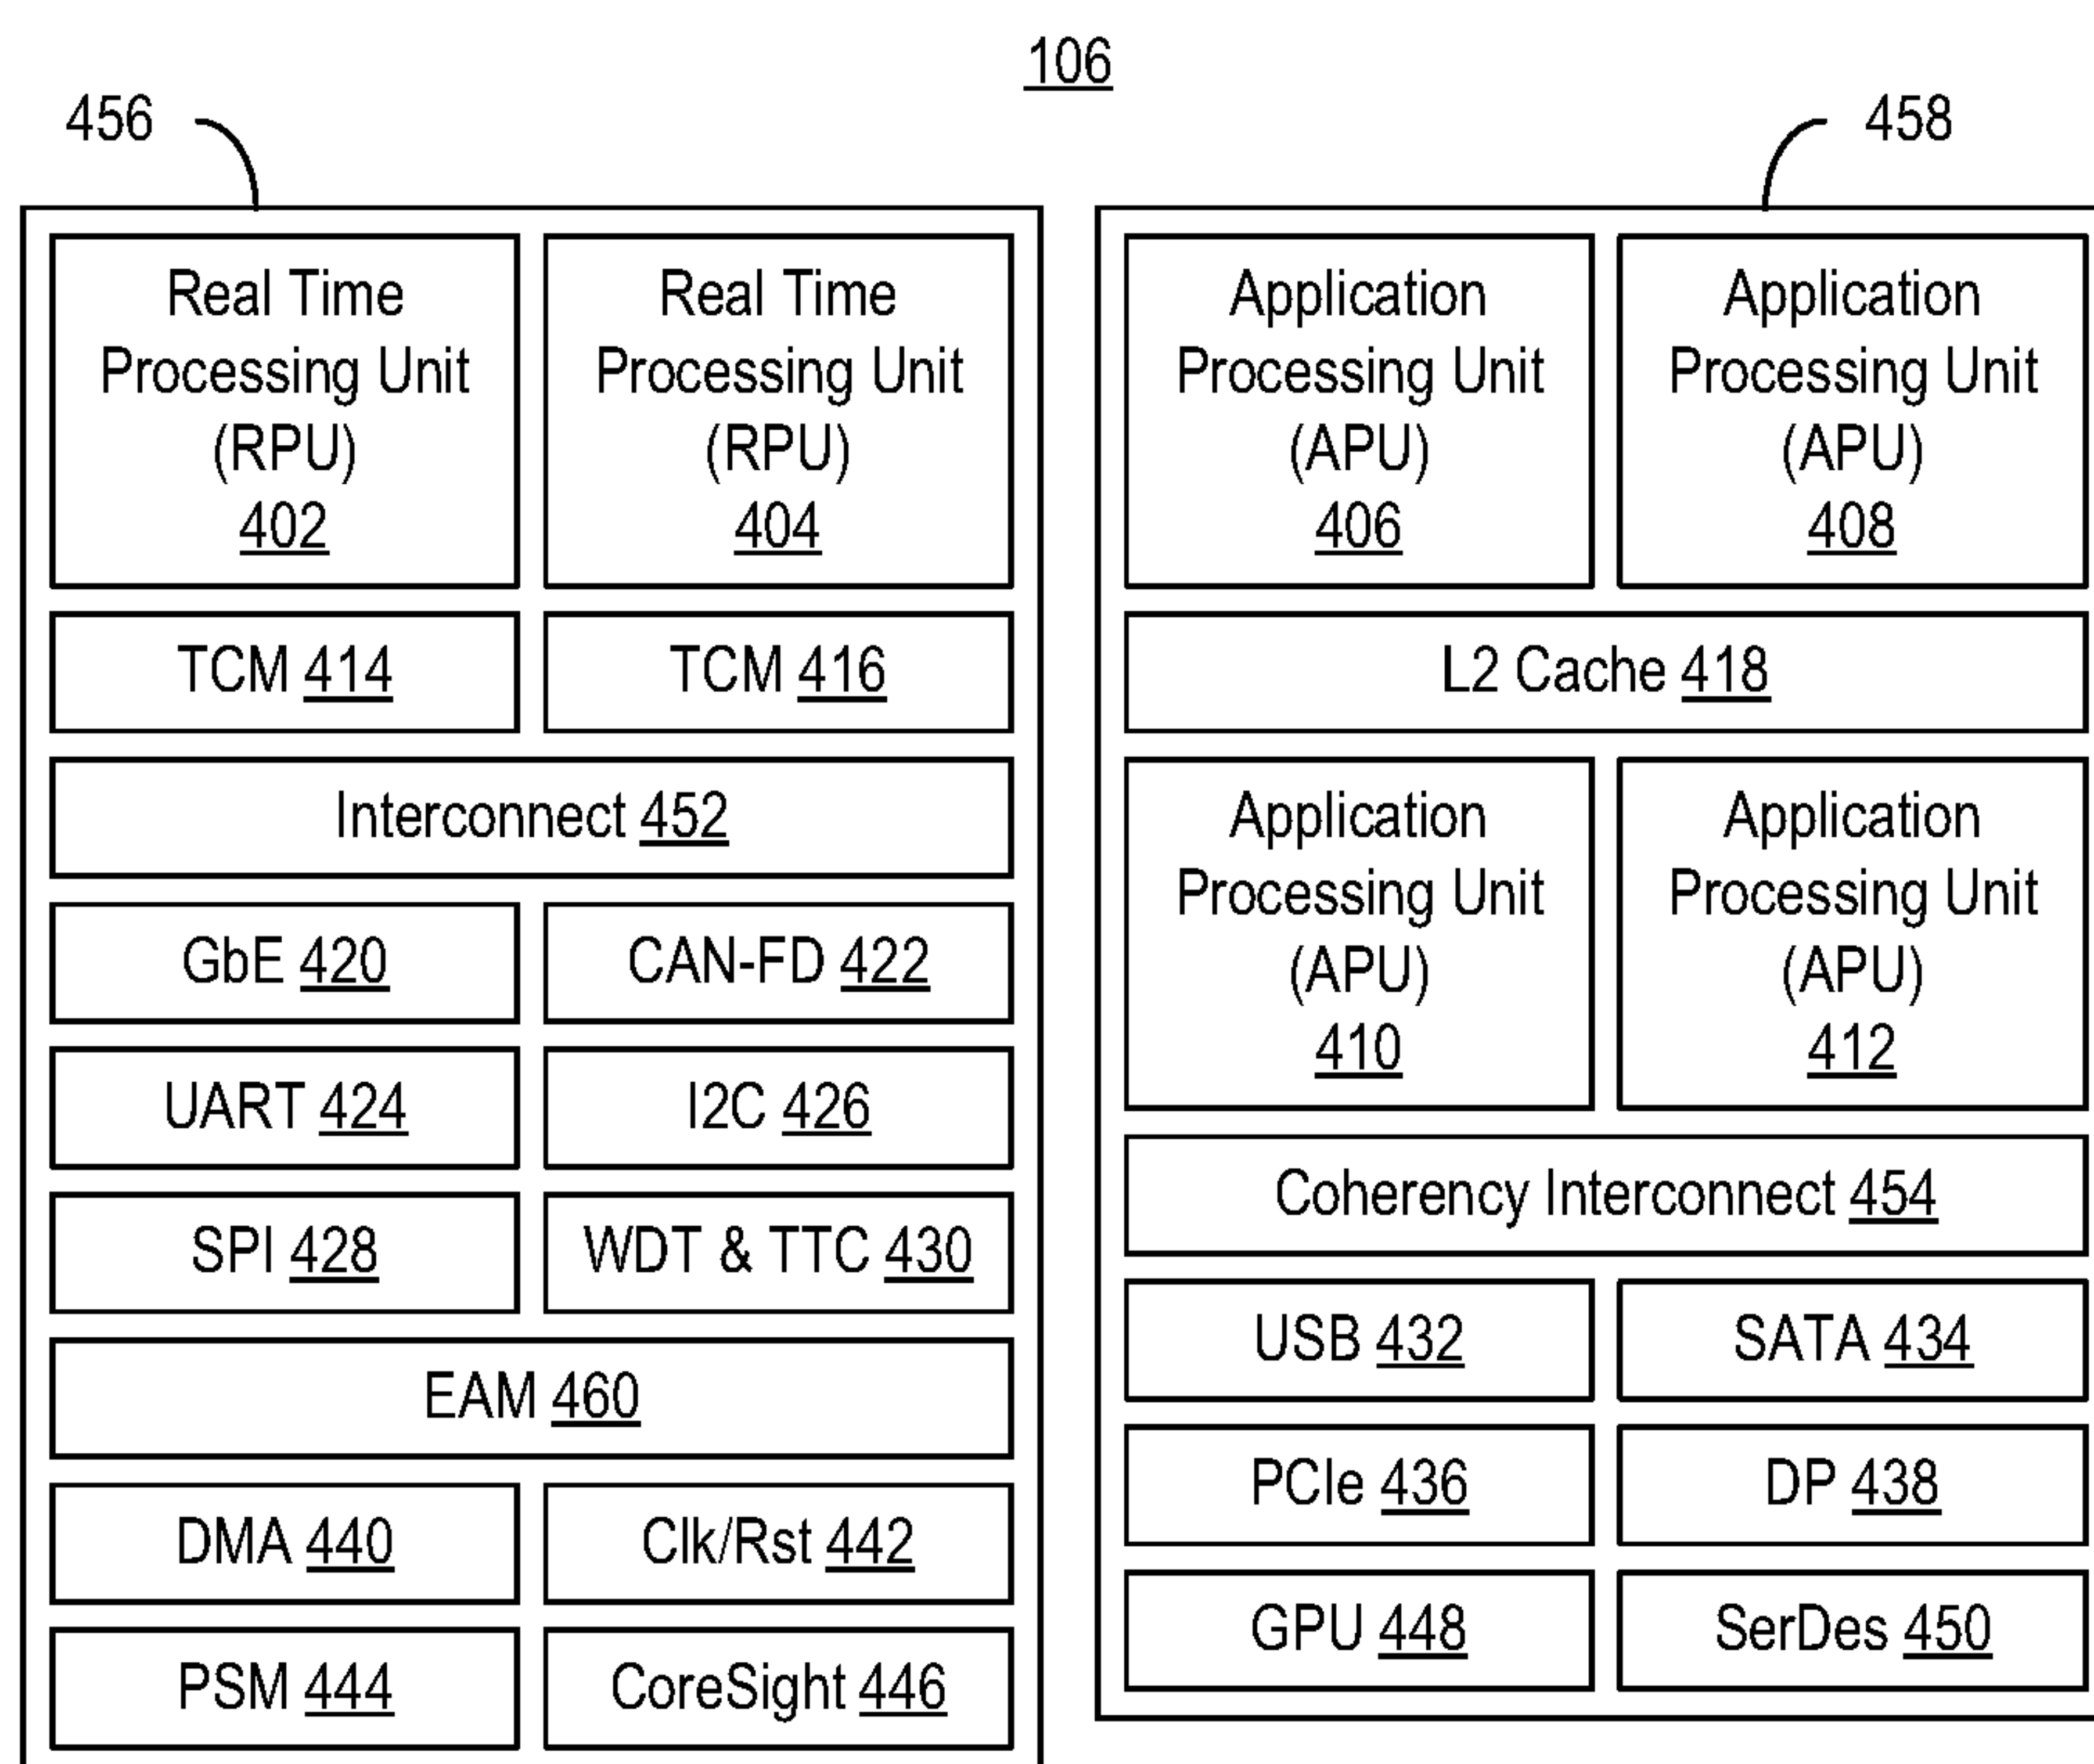 106
456
458
Real Time
Processing Unit
(RPU)
402
Real Time
Processing Unit
(RPU)
404
TCM 414
TCM 416
Interconnect 452
GbE 420
CAN-FD 422
UART 424
I2C 426
SPI 428
WDT & TTC 430
EAM 460
DMA 440
Clk/Rst 442
PSM 444
CoreSight 446
Application
Processing Unit
(APU)
406
Application
Processing Unit
(APU)
408
L2 Cache 418
Application
Processing Unit
(APU)
410
Application
Processing Unit
(APU)
412
Coherency Interconnect 454
USB 432
SATA 434
PCIe 436
DP 438
GPU 448
SerDes 450